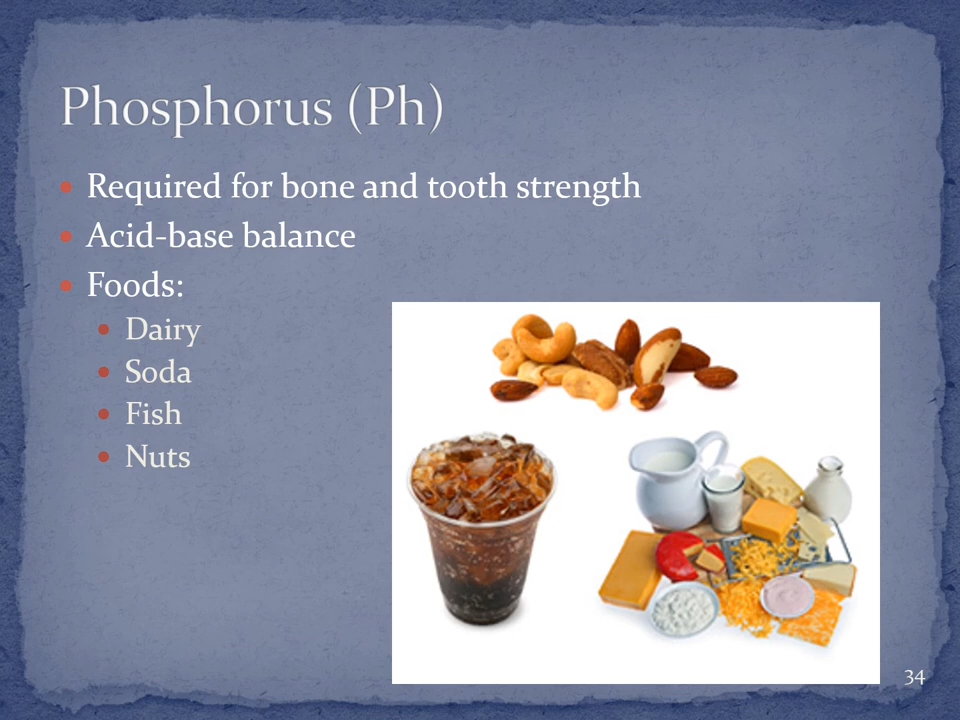 Phosphorus (Ph)
Required for bone and tooth strength
Acid-base balance
Foods:
Dairy
Soda
Fish
Nuts
34